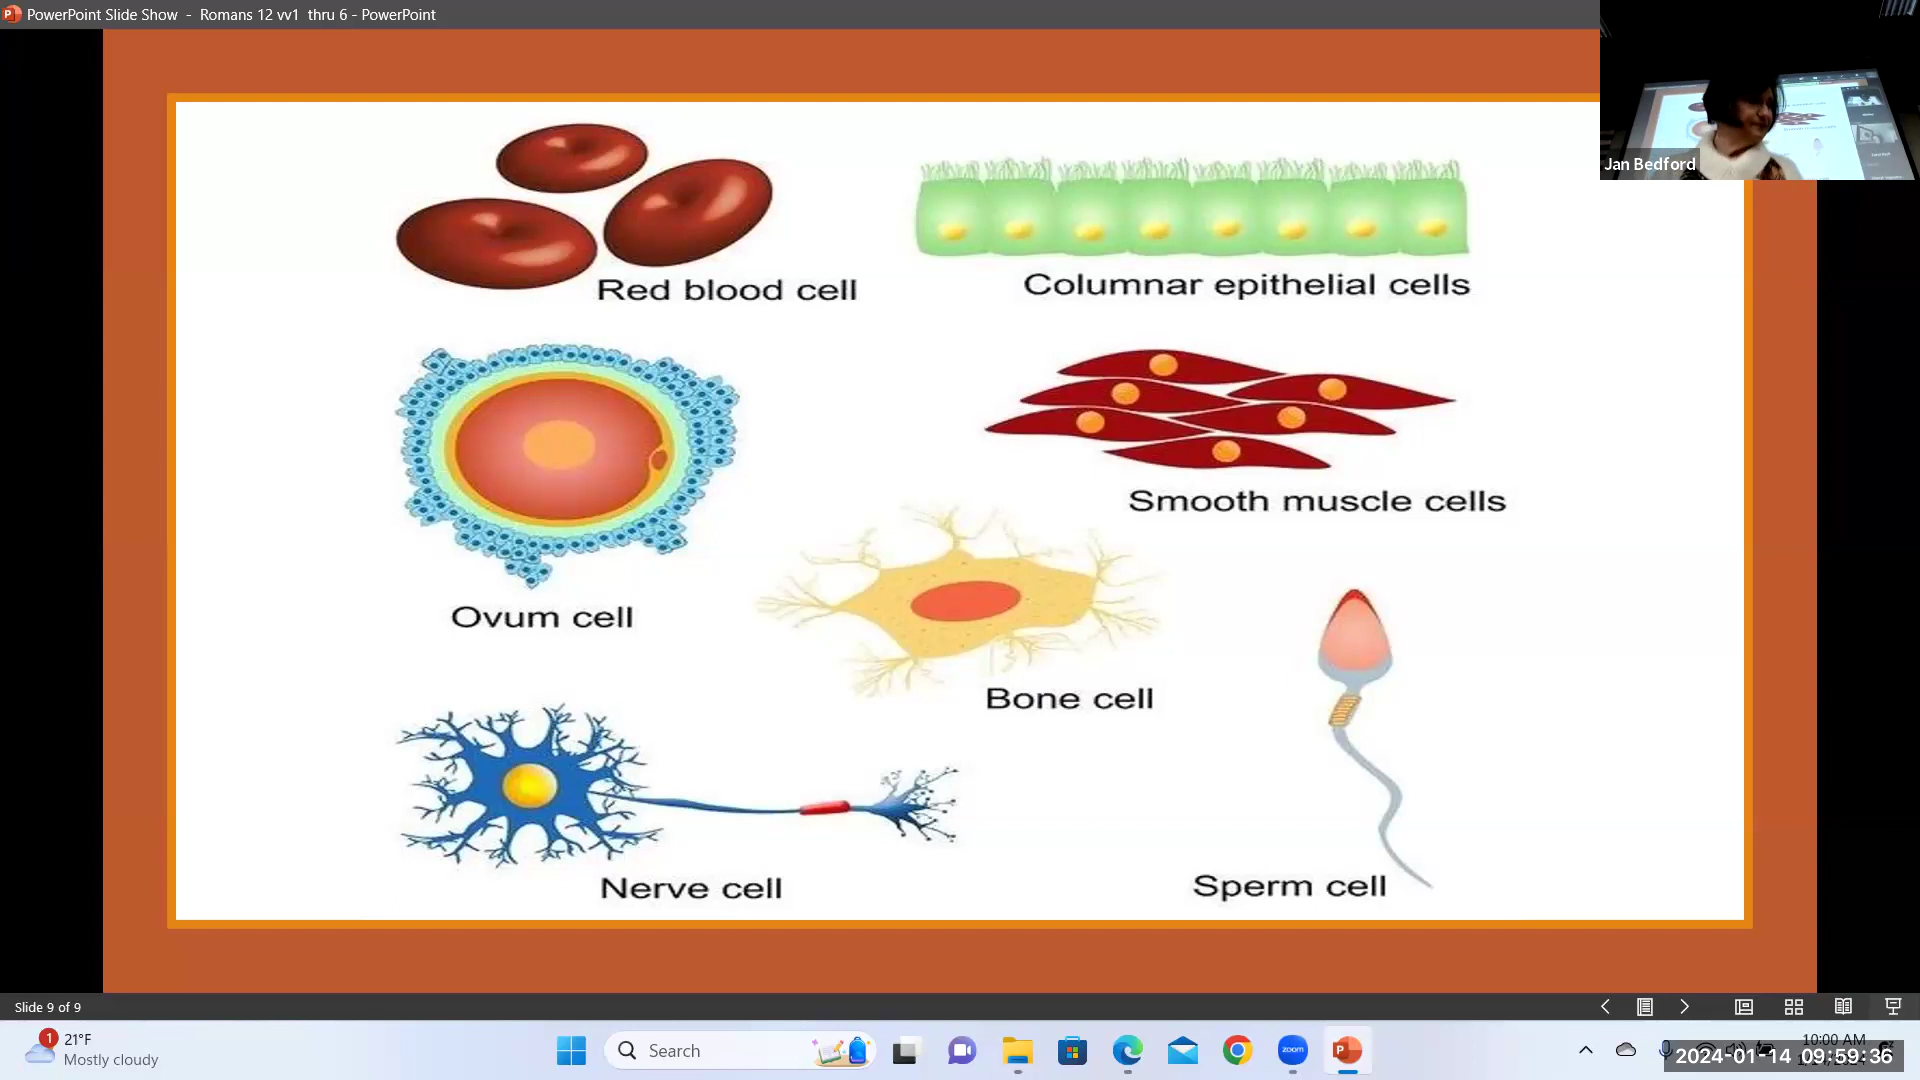 PowerPoint Slide Show - Romans 12 vv1 thru 6 - PowerPoint
Jan Bedford
Red blood cell
Columnar epithelial cells
Smooth muscle cells
Ovum cell
Bone cell
Nerve cell
Sperm cell
Slide 9 of 9
1
21°F
Mostly cloudy
Search
zoom
10:00 AM
2024-01-14 09:59:36